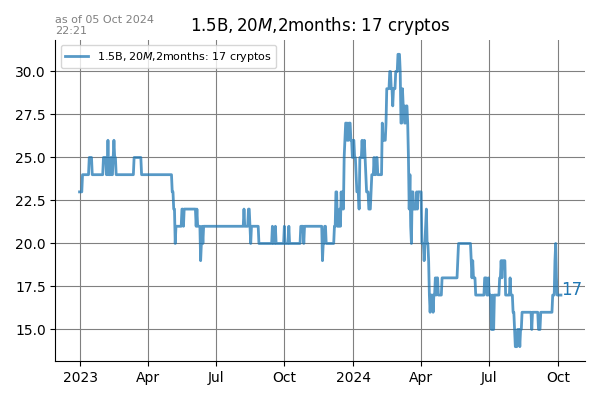 as of 05 Oct 2024
22:21
1.5B, 20M,2months: 17 cryptos
1.5B, 20M,2months: 17 cryptos
30.0
27.5
25.0
22.5
20.0
17.5
15.0
17
2023
Apr
Jul
Oct
2024
Apr
Jul
Oct